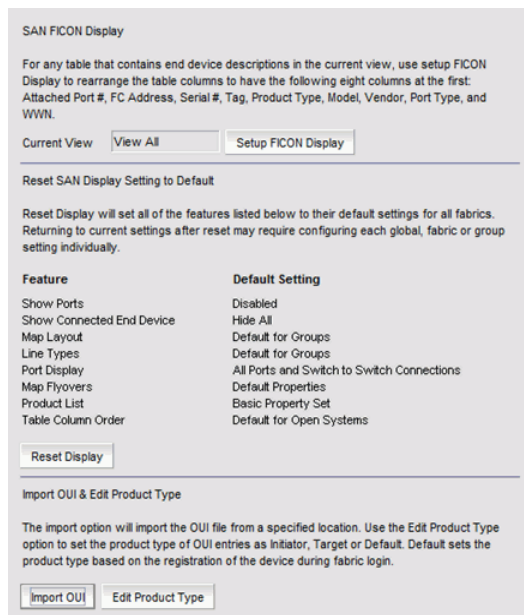 SAN FICON Display
For any table that contains end device descriptions in the current view, use setup FICON
Display to rearrange the table columns to have the following eight columns at the first:
Attached Port #, FC Address, Serial #, Tag, Product Type, Model, Vendor, Port Type, and
WWN.
Current View View All Setup FICON Display
Reset SAN Display Setting to Default
Reset Display will set all of the features listed below to their default settings for all fabrics.
Returning to current settings after reset may require configuring each global, fabric or group
setting individually.
Feature Default Setting
Show Ports Disabled
Show Connected End Device Hide All
Map Layout Default for Groups
Line Types Default for Groups
Port Display All Ports and Switch to Switch Connections
Map Flyovers Default Properties
Product List Basic Property Set
Table Column Order Default for Open Systems
Reset Display
Import OUI & Edit Product Type
The import option will import the OUI file from a specified location. Use the Edit Product Type
option to set the product type of OUI entries as Initiator, Target or Default. Default sets the
product type based on the registration of the device during fabric login.
Import OUI Edit Product Type